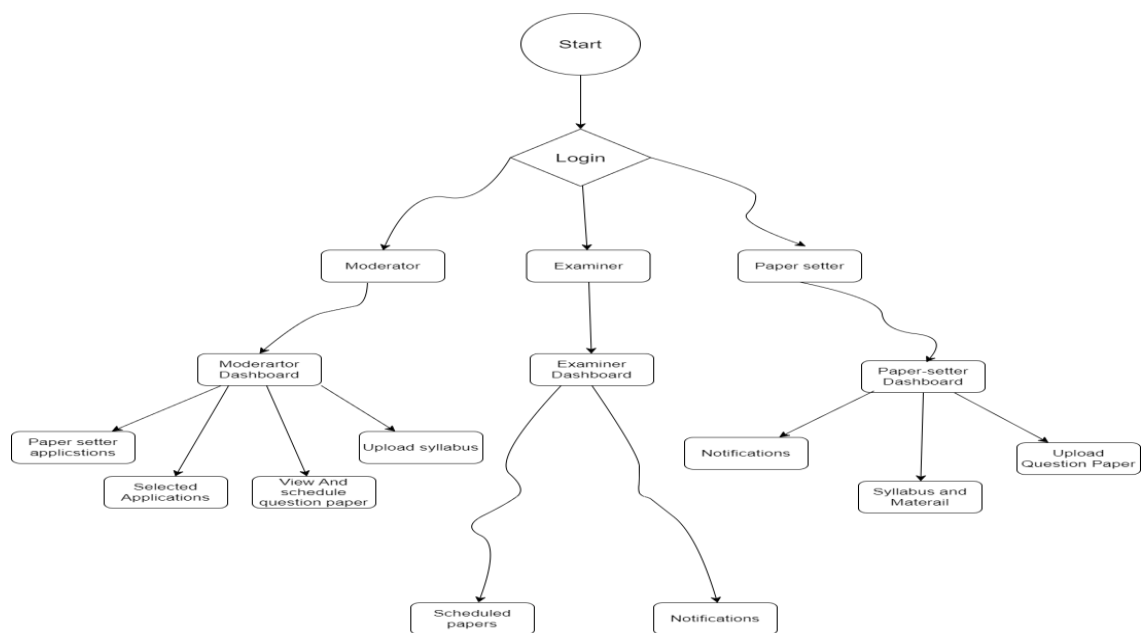 Start
Login
Moderator
Examiner
Paper setter
Moderartor
Dashboard
Examiner
Dashboard
Paper-setter
Dashboard
Paper setter
applicstions
Selected
Applications
View And
schedule
question paper
Upload syllabus
Notifications
Syllabus and
Materail
Upload
Question Paper
Scheduled
papers
Notifications